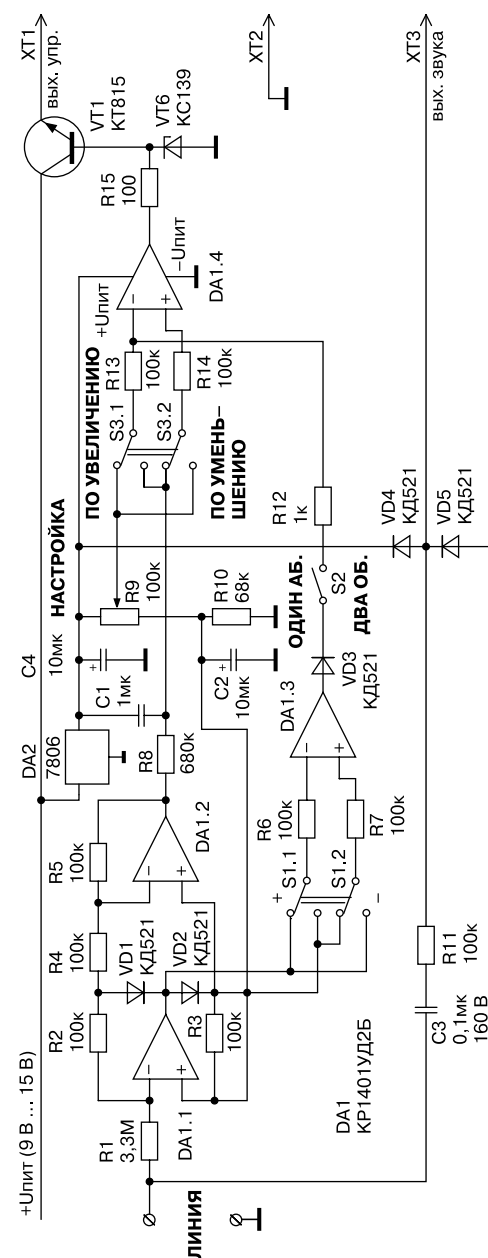 +Uпит (9 В ... 15 В)
DA2
7806
C4
10мк
НАСТРОЙКА
ПО УВЕЛИЧЕНИЮ
+Uпит
VT1
КТ815
XT1
вых. упр.
R2
100к
R4
100к
R5
100к
C1
1мк
R9
100к
S3.1
R13
100к
R15
100
VT6
КС139
VD1
КД521
VD2
КД521
R8
680к
S3.2
R14
100к
–Uпит
DA1.4
R1
3,3М
DA1.1
R3
100к
DA1.2
C2
10мк
R10
68к
ПО УМЕНЬ–
ШЕНИЮ
XT2
ЛИНИЯ
R6
100к
DA1.3
ОДИН АБ.
R12
1к
S1.1
+
S1.2
–
R7
100к
VD3
КД521
S2
ДВА ОБ.
DA1
КР1401УД2Б
VD4
КД521
VD5
КД521
C3
0,1мк
160 В
R11
100к
XT3
вых. звука